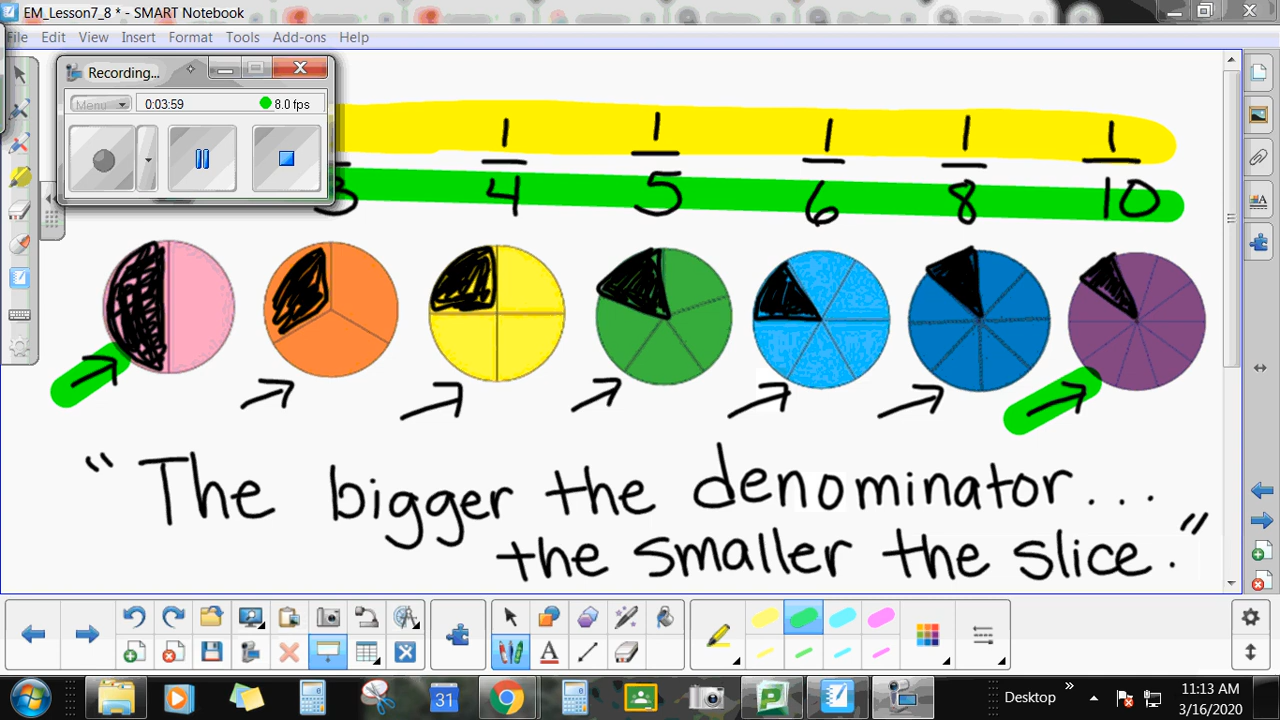 EM_Lesson7_8 * - SMART Notebook
File Edit View Insert Format Tools Add-ons Help
Recording...
Menu 0:03:59 8.0 fps
1 1 1 1 1
4 5 6 8 10
3
"The bigger the denominator...
the smaller the slice."
A
31
Desktop
11:13 AM
3/16/2020